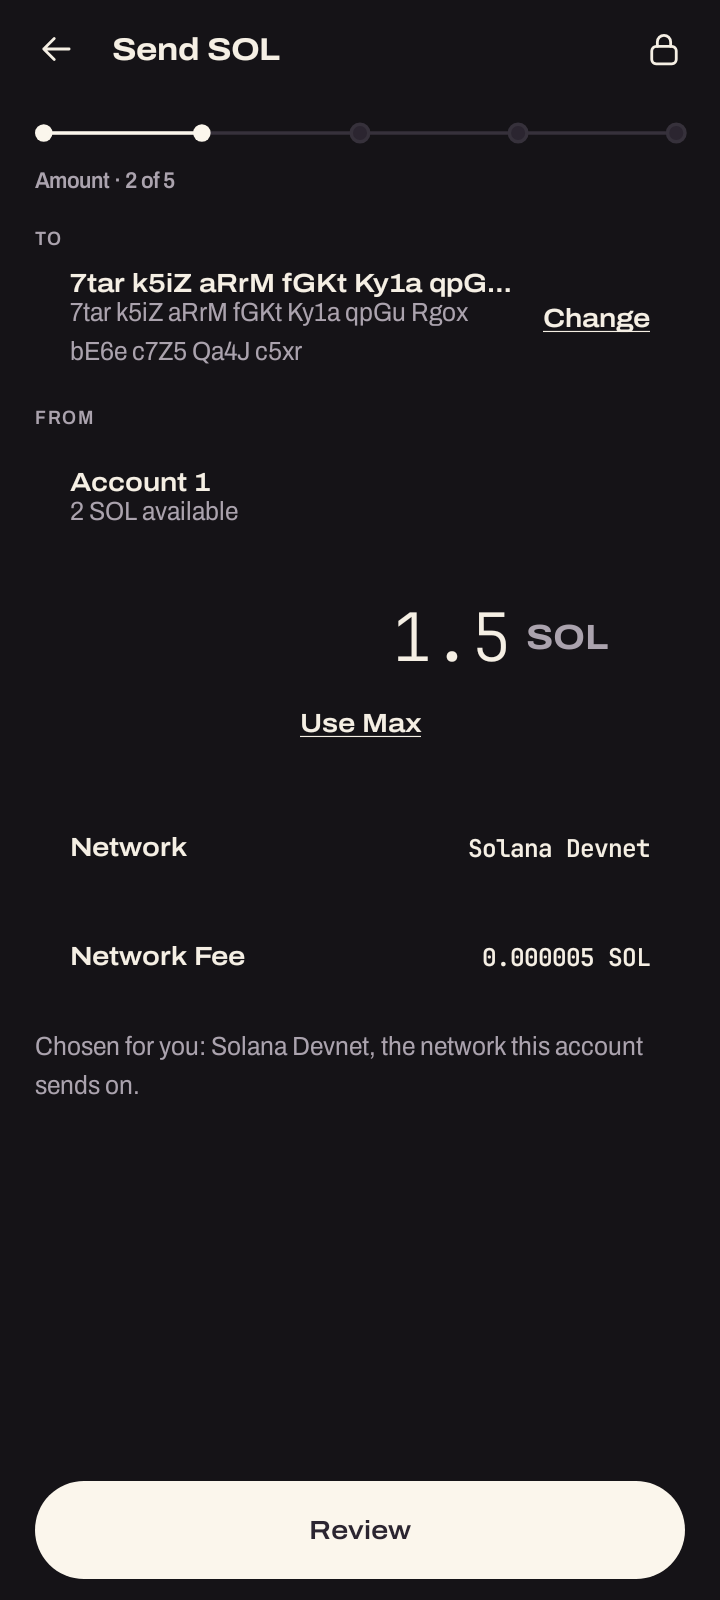 Send SOL
Amount · 2 of 5
TO
7tar k5iZ aRrM fGKt Ky1a qpG...
7tar k5iZ aRrM fGKt Ky1a qpGu Rgox
bE6e c7Z5 Qa4J c5xr
Change
FROM
Account 1
2 SOL available
1.5 SOL
Use Max
Network
Solana Devnet
Network Fee
0.000005 SOL
Chosen for you: Solana Devnet, the network this account
sends on.
Review